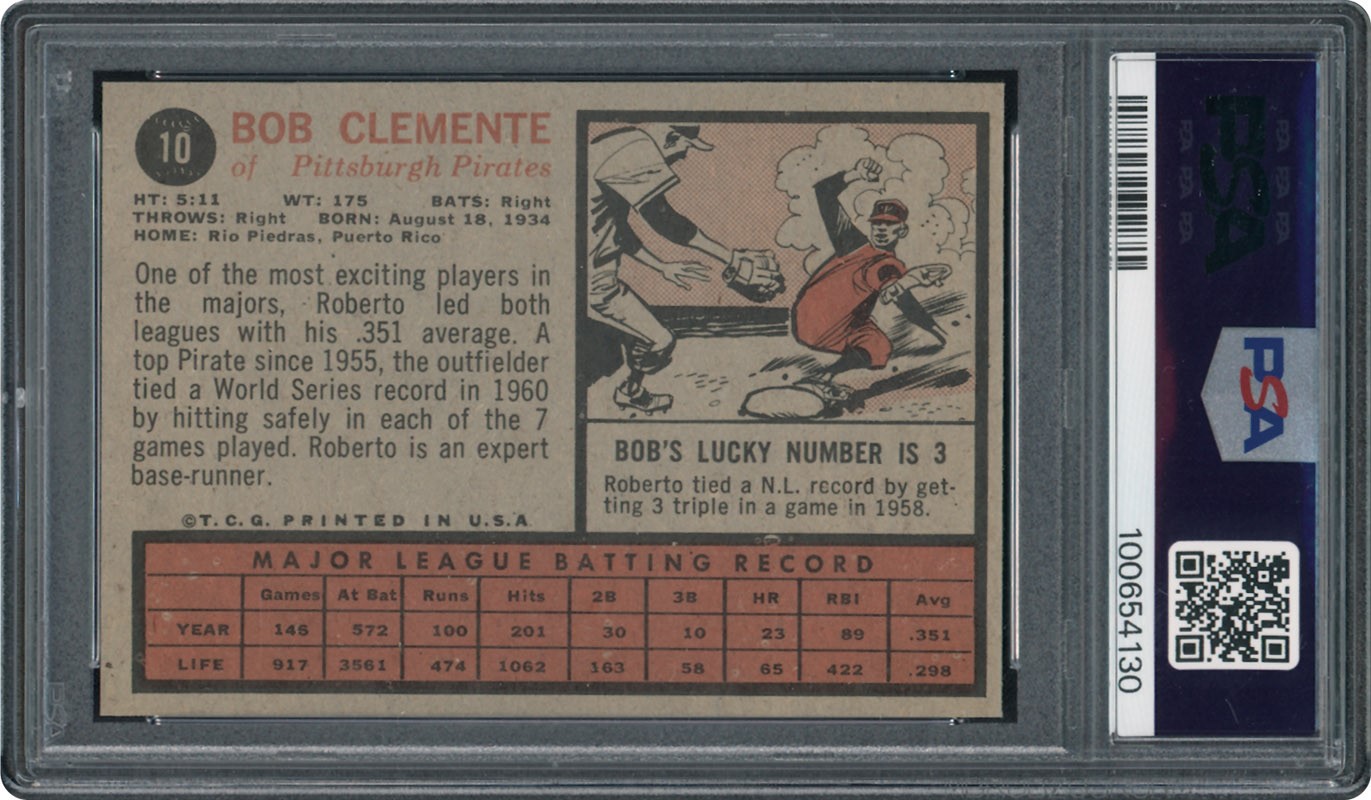 10
BOB CLEMENTE
of Pittsburgh Pirates
HT: 5:11 WT: 175 BATS: Right
THROWS: Right BORN: August 18, 1934
HOME: Rio Piedras, Puerto Rico
One of the most exciting players in
the majors, Roberto led both
leagues with his .351 average. A
top Pirate since 1955, the outfielder
tied a World Series record in 1960
by hitting safely in each of the 7
games played. Roberto is an expert
base-runner.
©T.C.G. PRINTED IN U.S.A.
BOB'S LUCKY NUMBER IS 3
Roberto tied a N.L. record by get-
ting 3 triple in a game in 1958.
MAJOR LEAGUE BATTING RECORD
Games At Bat Runs Hits 2B 3B HR RBI Avg
YEAR 146 572 100 201 30 10 23 89 .351
LIFE 917 3561 474 1062 163 58 65 422 .298
PSA
PSA
100654130